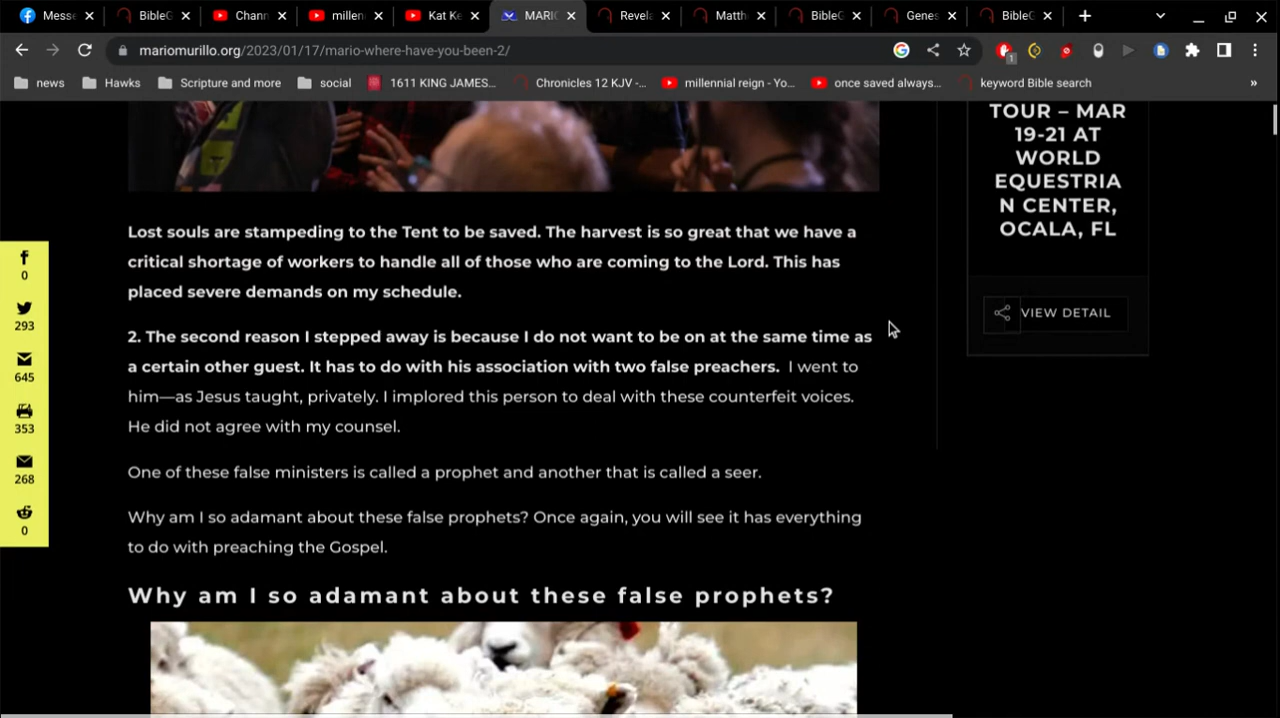 Messe
BibleG
Chann
millen
Kat Ke
MARIO
Revela
Matth
BibleG
Genes
BibleG
mariomurillo.org/2023/01/17/mario-where-have-you-been-2/
1
news
Hawks
Scripture and more
social
1611 KING JAMES...
Chronicles 12 KJV -...
millennial reign - Yo...
once saved always...
keyword Bible search
»
TOUR – MAR
19-21 AT
WORLD
EQUESTRIA
N CENTER,
OCALA, FL
VIEW DETAIL
0
293
645
353
268
0
Lost souls are stampeding to the Tent to be saved. The harvest is so great that we have a
critical shortage of workers to handle all of those who are coming to the Lord. This has
placed severe demands on my schedule.
2. The second reason I stepped away is because I do not want to be on at the same time as
a certain other guest. It has to do with his association with two false preachers. I went to
him—as Jesus taught, privately. I implored this person to deal with these counterfeit voices.
He did not agree with my counsel.
One of these false ministers is called a prophet and another that is called a seer.
Why am I so adamant about these false prophets? Once again, you will see it has everything
to do with preaching the Gospel.
Why am I so adamant about these false prophets?